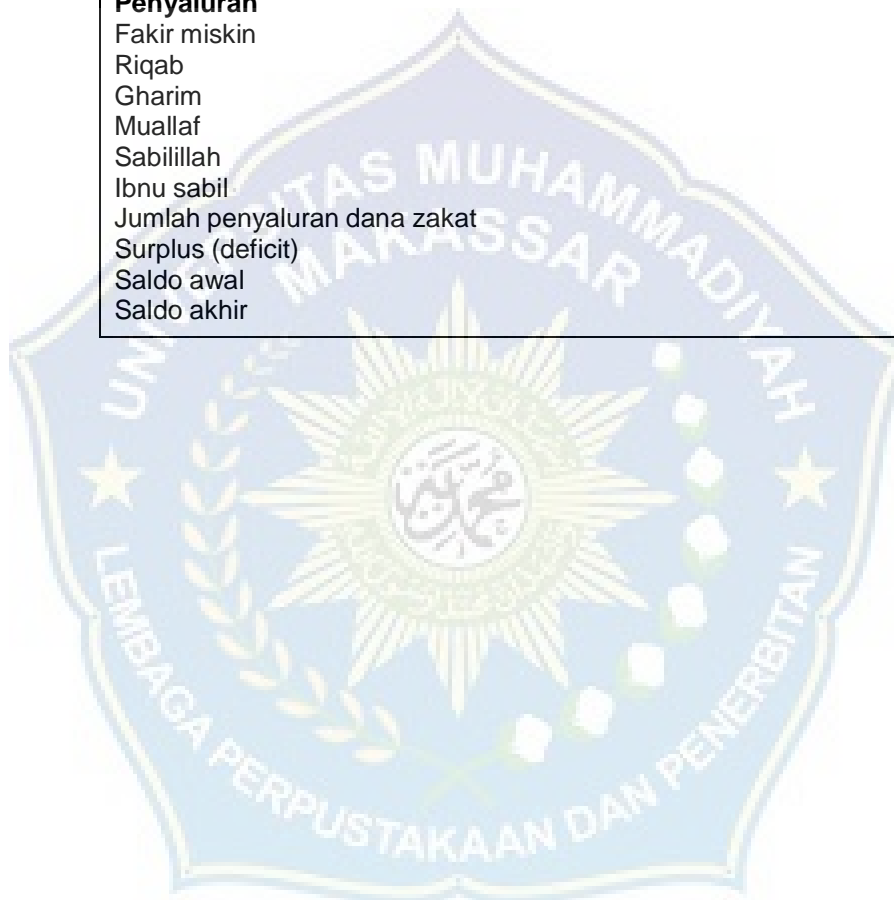 Penyaluran
Fakir miskin
Riqab
Gharim
Muallaf
Sabilillah
Ibnu sabil
Jumlah penyaluran dana zakat
Surplus (deficit)
Saldo awal
Saldo akhir
UNIVERSITAS MUHAMMADIYAH
MAKASSAR
LEMBAGA PERPUSTAKAAN DAN PENERBITAN